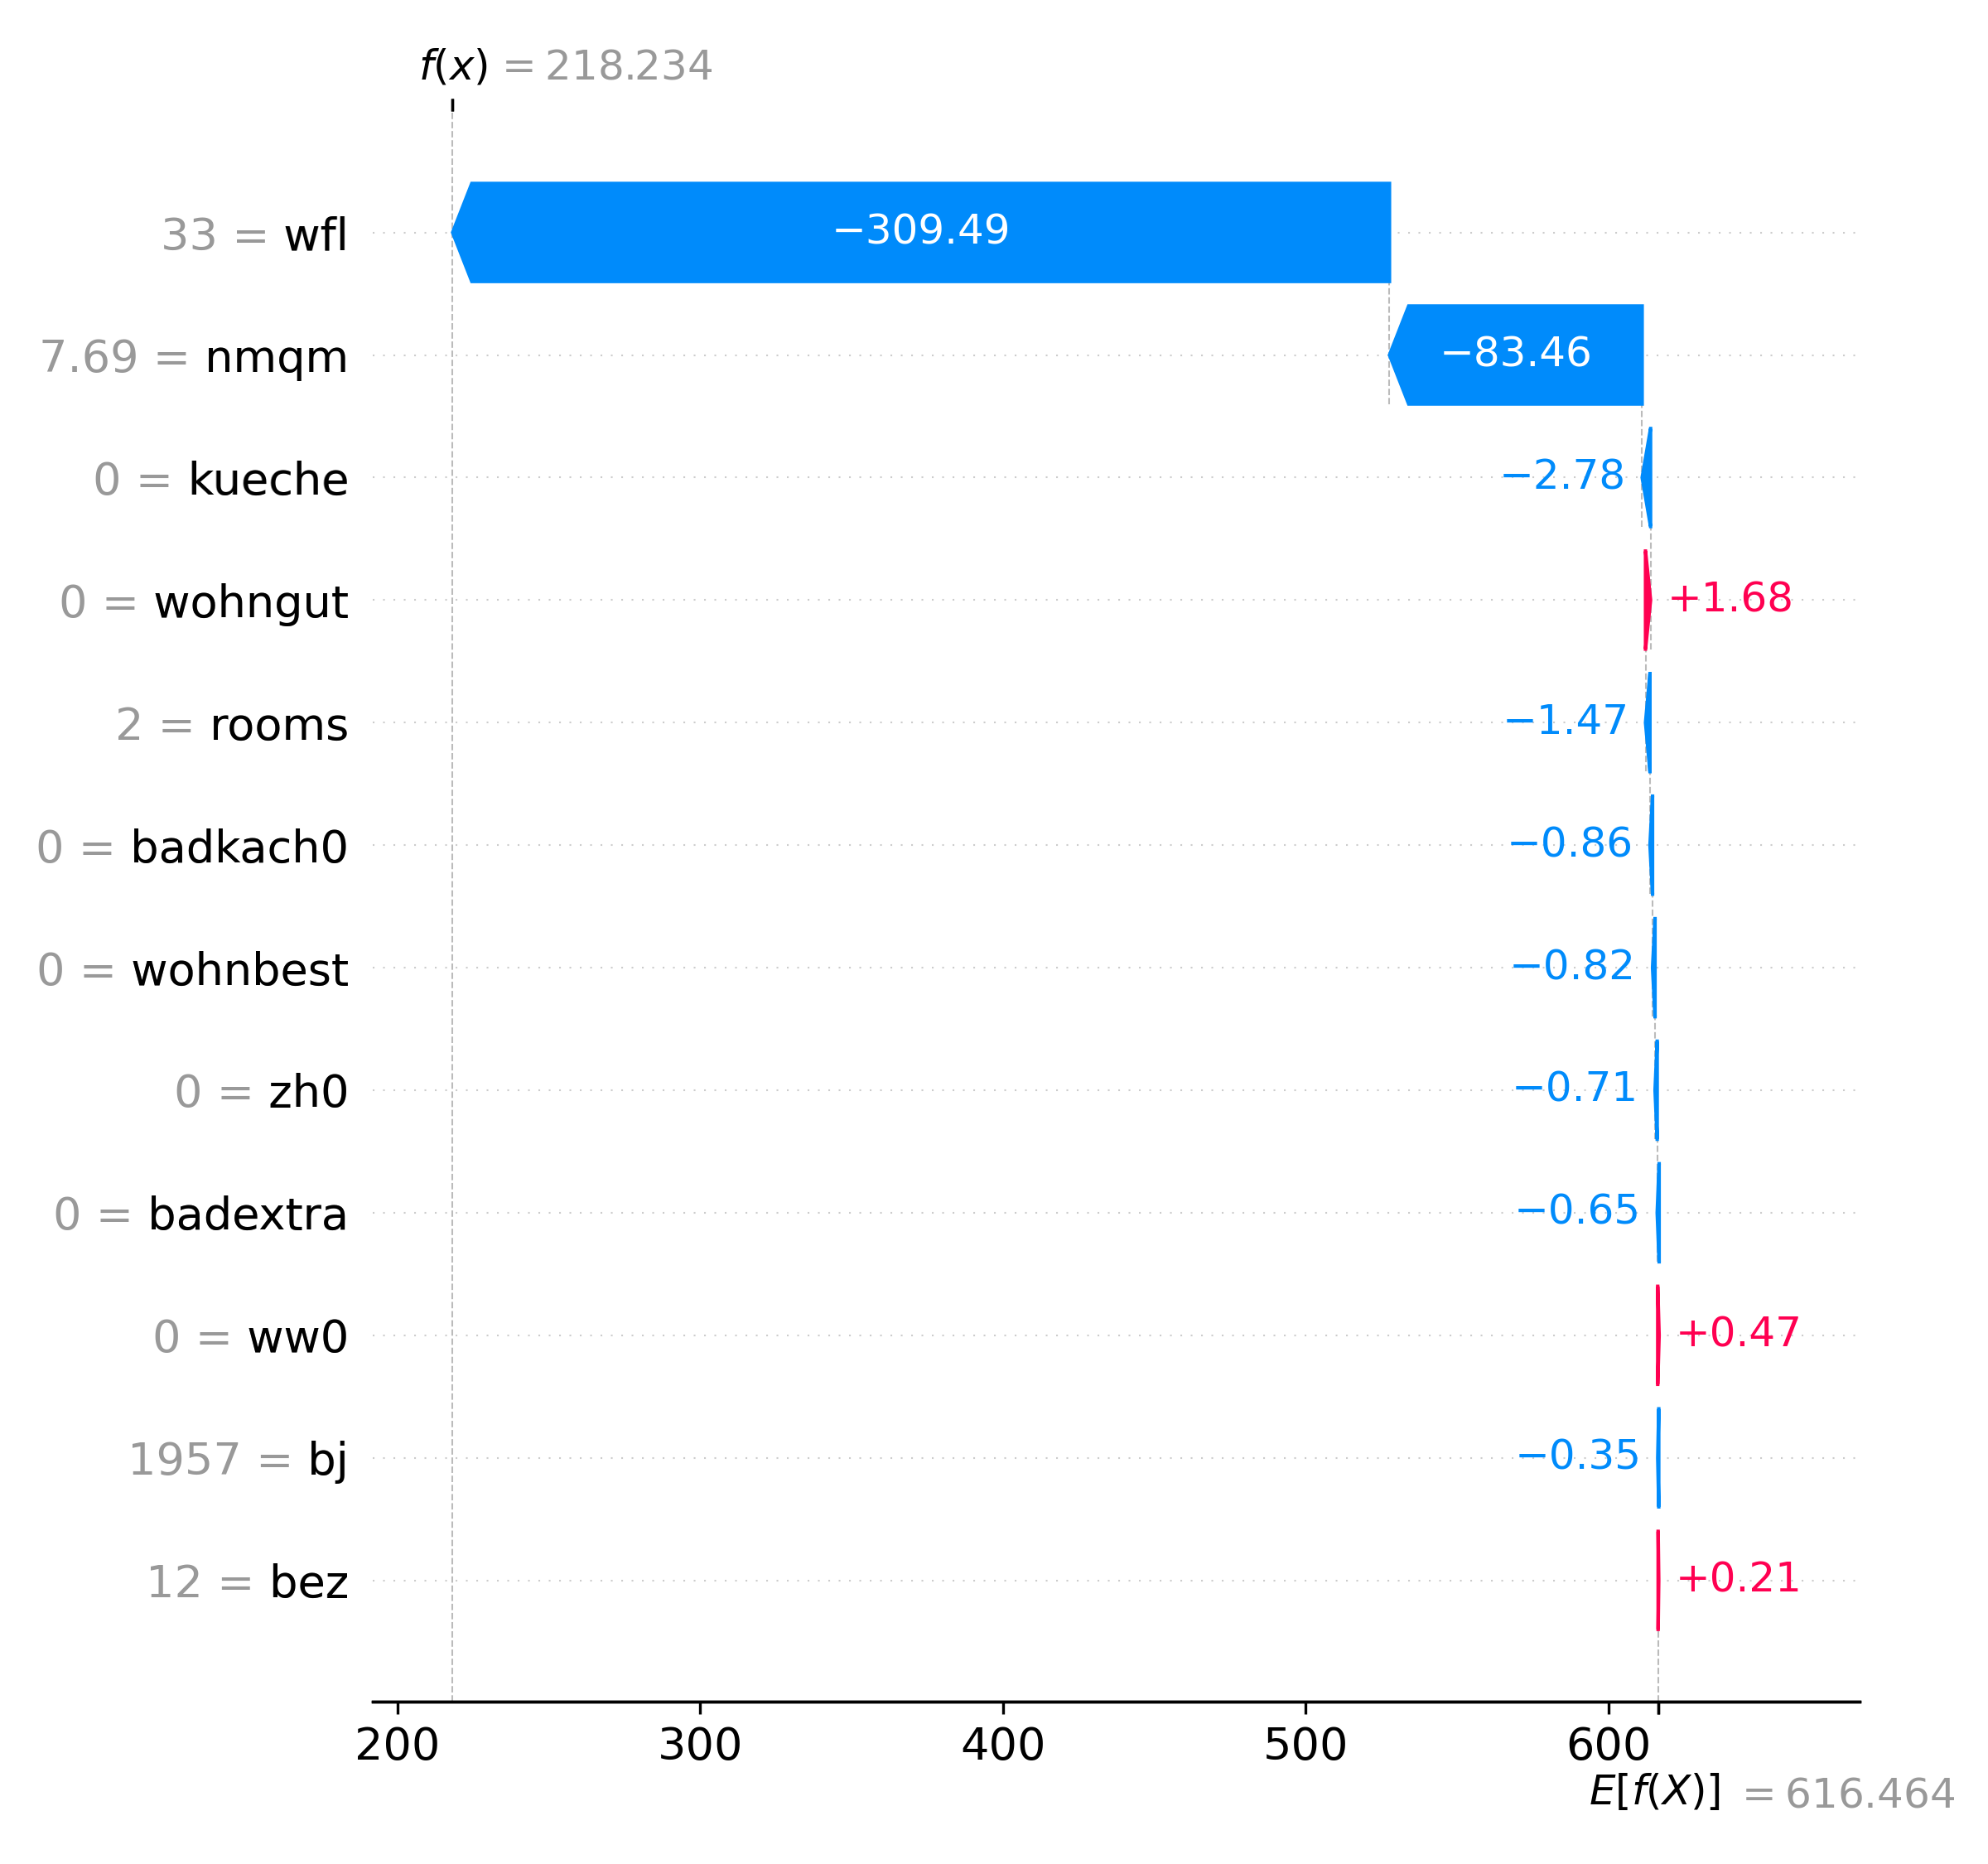 f(x) = 218.234
33 = wfl −309.49
7.69 = nmqm −83.46
0 = kueche −2.78
0 = wohngut +1.68
2 = rooms −1.47
0 = badkach0 −0.86
0 = wohnbest −0.82
0 = zh0 −0.71
0 = badextra −0.65
0 = ww0 +0.47
1957 = bj −0.35
12 = bez +0.21
200 300 400 500 600
E[f(X)] = 616.464